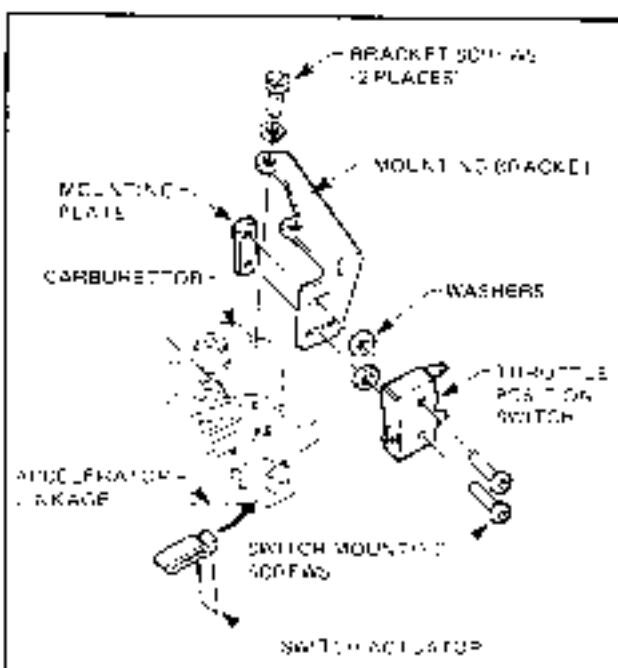 BRACKET SCREWS
(2 PLACES)
MOUNTING BRACKET
MOUNTING
PLATE
CARBURETOR
WASHERS
THROTTLE
POSITION
SWITCH
ACCELERATOR
LINKAGE
SWITCH MOUNTING
SCREWS
SWITCH ACTUATOR